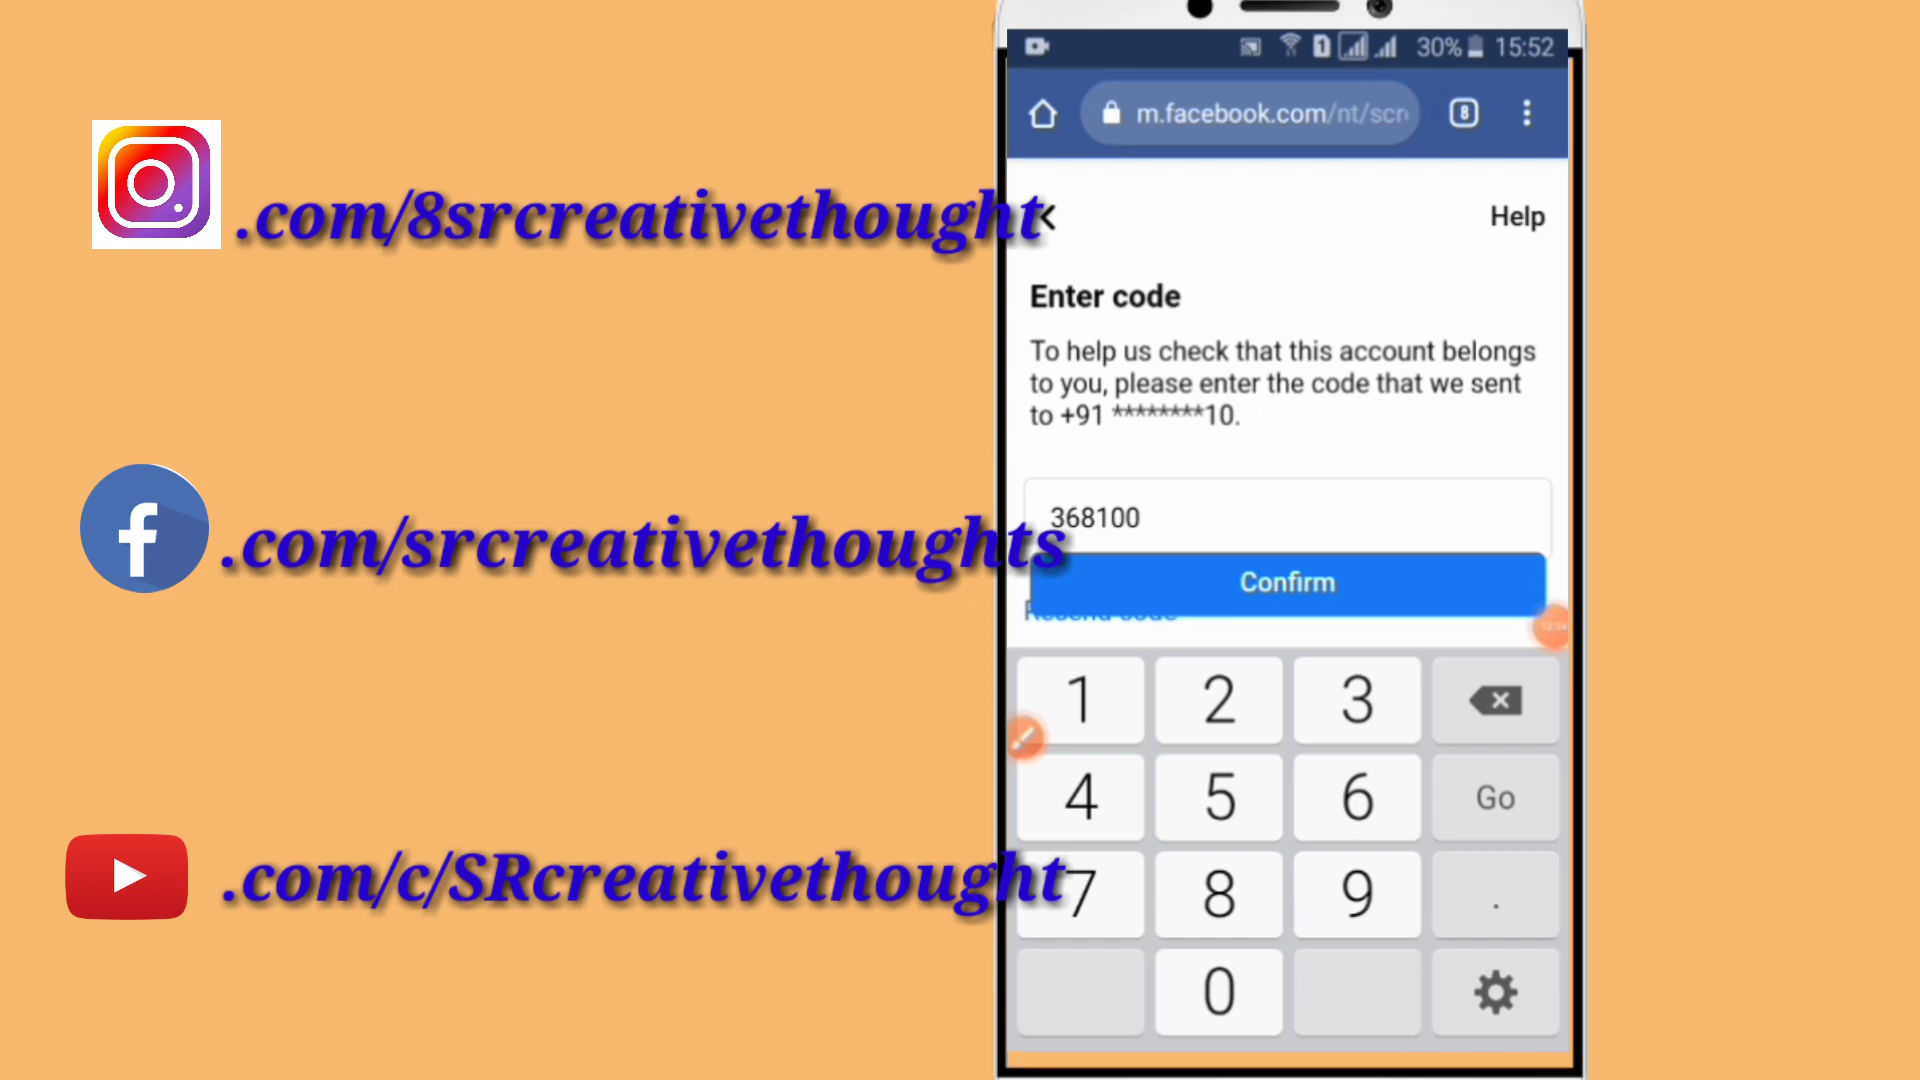 30% 15:52
m.facebook.com/nt/scr
8
.com/8srcreativethought
Help
Enter code
To help us check that this account belongs
to you, please enter the code that we sent
to +91 ********10.
368100
.com/srcreativethoughts
Confirm
Resend code
1 2 3
4 5 6 Go
.com/c/SRcreativethought
7 8 9 .
0